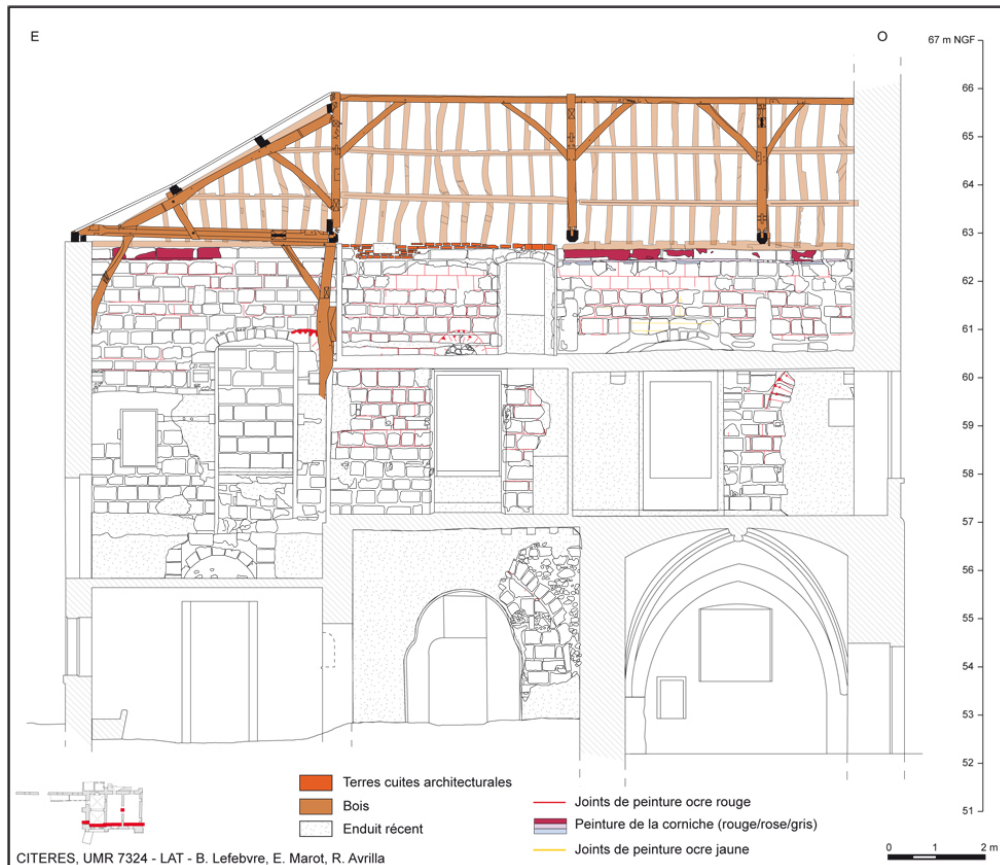 E
O
67 m NGF
66
65
64
63
62
61
60
59
58
57
56
55
54
53
52
51
Terres cuites architecturales
Bois
Enduit récent
Joints de peinture ocre rouge
Peinture de la corniche (rouge/rose/gris)
Joints de peinture ocre jaune
CITERES, UMR 7324 - LAT - B. Lefebvre, E. Marot, R. Avrilla
0 1 2 m